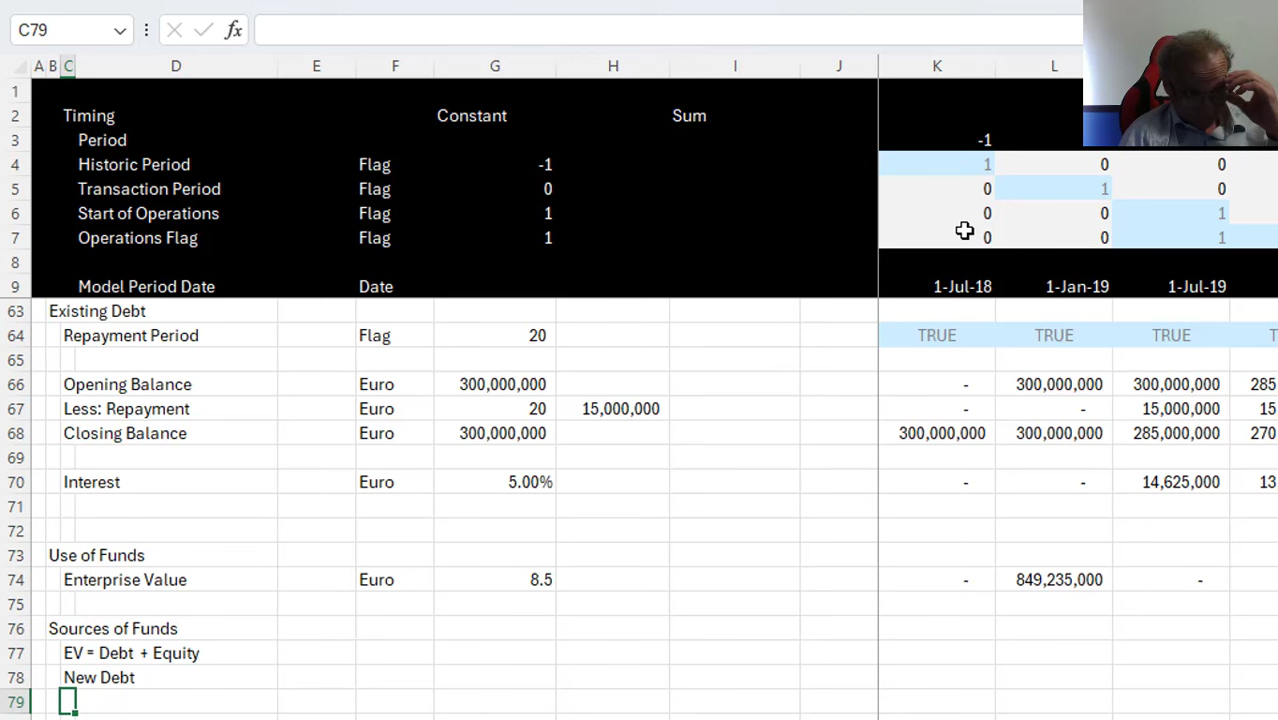 C79 fx
A B C D E F G H I J K L
1
2 Timing Constant Sum
3 Period -1
4 Historic Period Flag -1 1 0 0
5 Transaction Period Flag 0 0 1 0
6 Start of Operations Flag 1 0 0 1
7 Operations Flag Flag 1 0 0 1
8
9 Model Period Date Date 1-Jul-18 1-Jan-19 1-Jul-19
63 Existing Debt
64 Repayment Period Flag 20 TRUE TRUE TRUE T
65
66 Opening Balance Euro 300,000,000 - 300,000,000 300,000,000 285
67 Less: Repayment Euro 20 15,000,000 - - 15,000,000 15
68 Closing Balance Euro 300,000,000 300,000,000 300,000,000 285,000,000 270
69
70 Interest Euro 5.00% - - 14,625,000 13
71
72
73 Use of Funds
74 Enterprise Value Euro 8.5 - 849,235,000 -
75
76 Sources of Funds
77 EV = Debt + Equity
78 New Debt
79